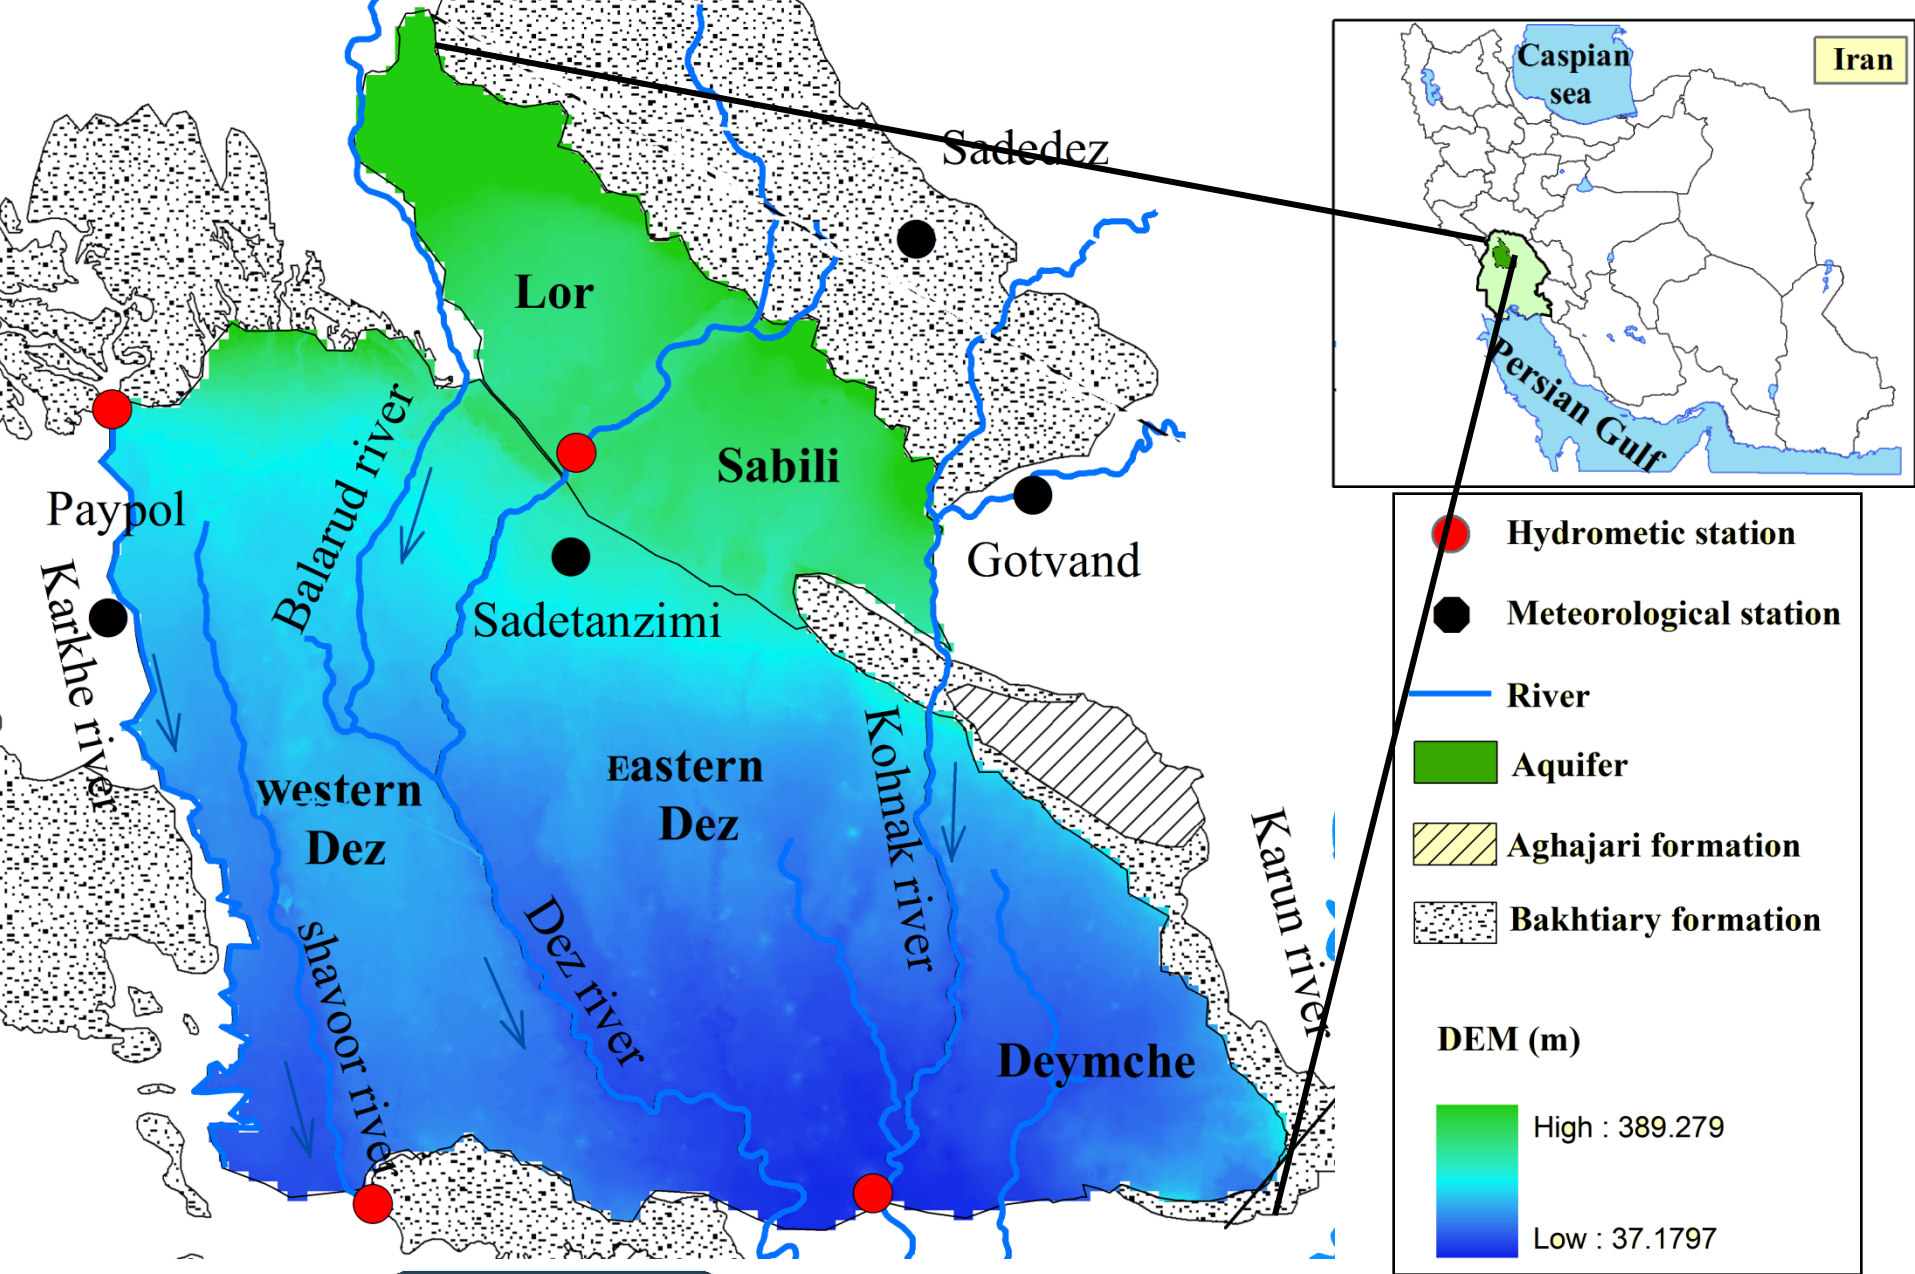 Sadedez
Lor
Sabili
Paypol
Balarud river
Gotvand
Sadetanzimi
Karkhe river
western
Dez
Eastern
Dez
Kohnak river
Karun river
shavoor river
Dez river
Deymche
Caspian
sea
Iran
Persian Gulf
Hydrometic station
Meteorological station
River
Aquifer
Aghajari formation
Bakhtiary formation
DEM (m)
High : 389.279
Low : 37.1797